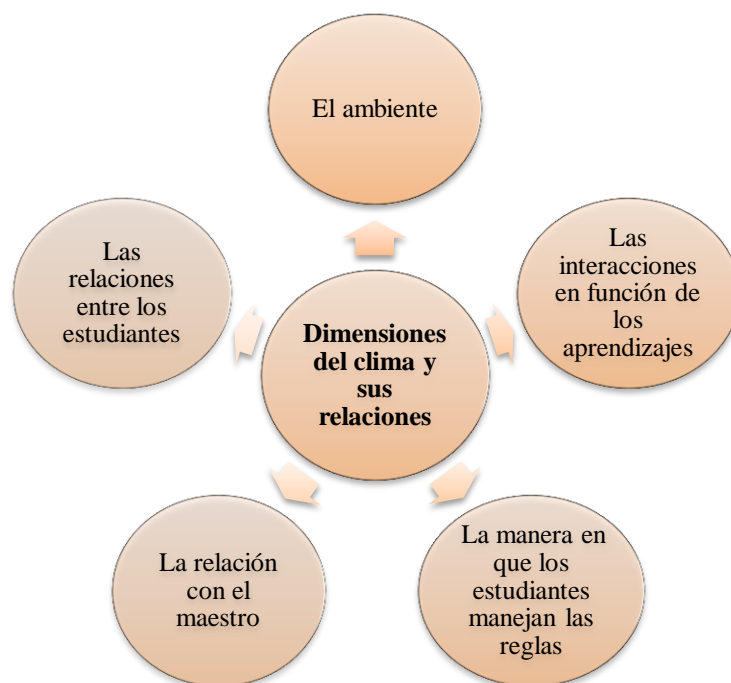 El ambiente
Las
interacciones
en función de
los
aprendizajes
La manera en
que los
estudiantes
manejan las
reglas
La relación
con el
maestro
Las
relaciones
entre los
estudiantes
Dimensiones
del clima y
sus
relaciones